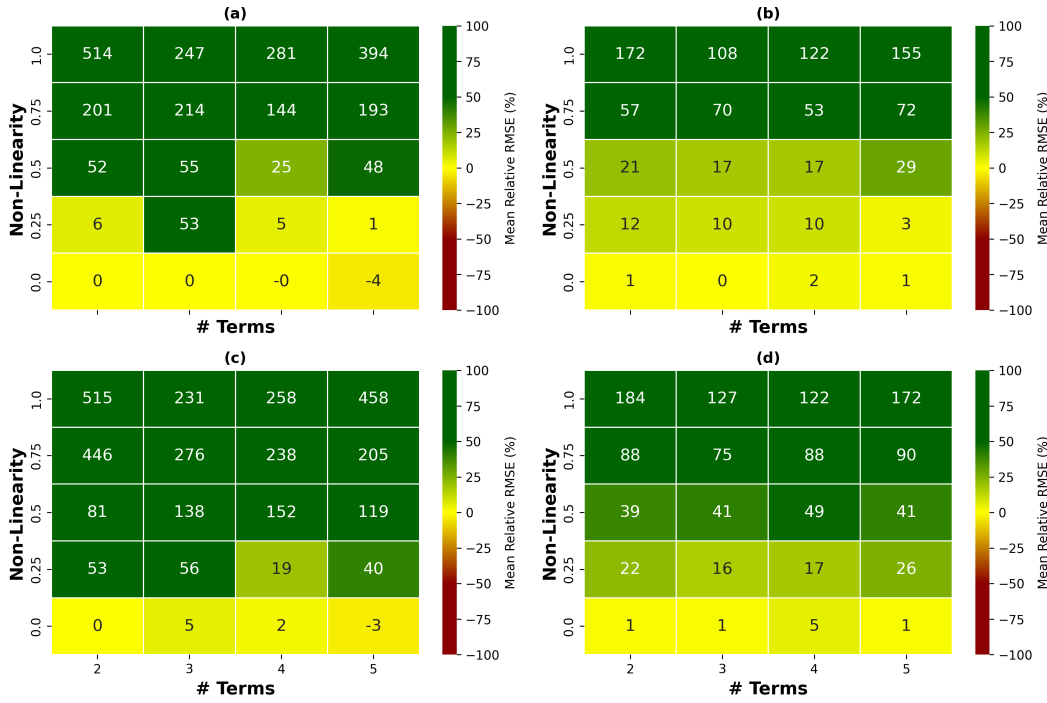 (a)
Non-Linearity
1.0 514 247 281 394
0.75 201 214 144 193
0.5 52 55 25 48
0.25 6 53 5 1
0.0 0 0 -0 -4
# Terms
100
75
50
25
0
−25
−50
−75
−100
Mean Relative RMSE (%)
(b)
Non-Linearity
1.0 172 108 122 155
0.75 57 70 53 72
0.5 21 17 17 29
0.25 12 10 10 3
0.0 1 0 2 1
# Terms
100
75
50
25
0
−25
−50
−75
−100
Mean Relative RMSE (%)
(c)
Non-Linearity
1.0 515 231 258 458
0.75 446 276 238 205
0.5 81 138 152 119
0.25 53 56 19 40
0.0 0 5 2 -3
2 3 4 5
# Terms
100
75
50
25
0
−25
−50
−75
−100
Mean Relative RMSE (%)
(d)
Non-Linearity
1.0 184 127 122 172
0.75 88 75 88 90
0.5 39 41 49 41
0.25 22 16 17 26
0.0 1 1 5 1
2 3 4 5
# Terms
100
75
50
25
0
−25
−50
−75
−100
Mean Relative RMSE (%)